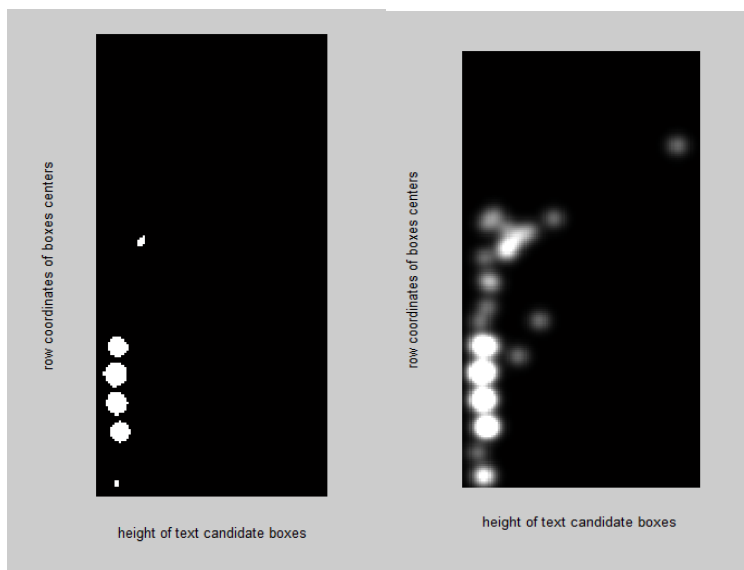 row coordinates of boxes centers
height of text candidate boxes
row coordinates of boxes centers
height of text candidate boxes